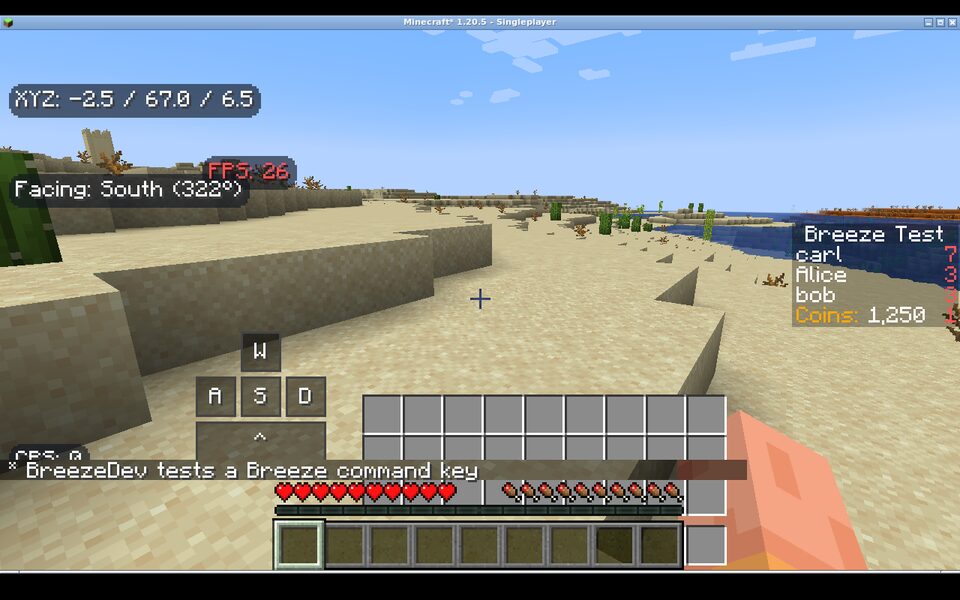 Minecraft* 1.20.5 - Singleplayer
XYZ: -2.5 / 67.0 / 6.5
FPS: 26
Facing: South (322°)
Breeze Test
carl 7
Alice 3
bob
Coins: 1,250 1
W
A S D
^
CPS: 0
* BreezeDev tests a Breeze command key